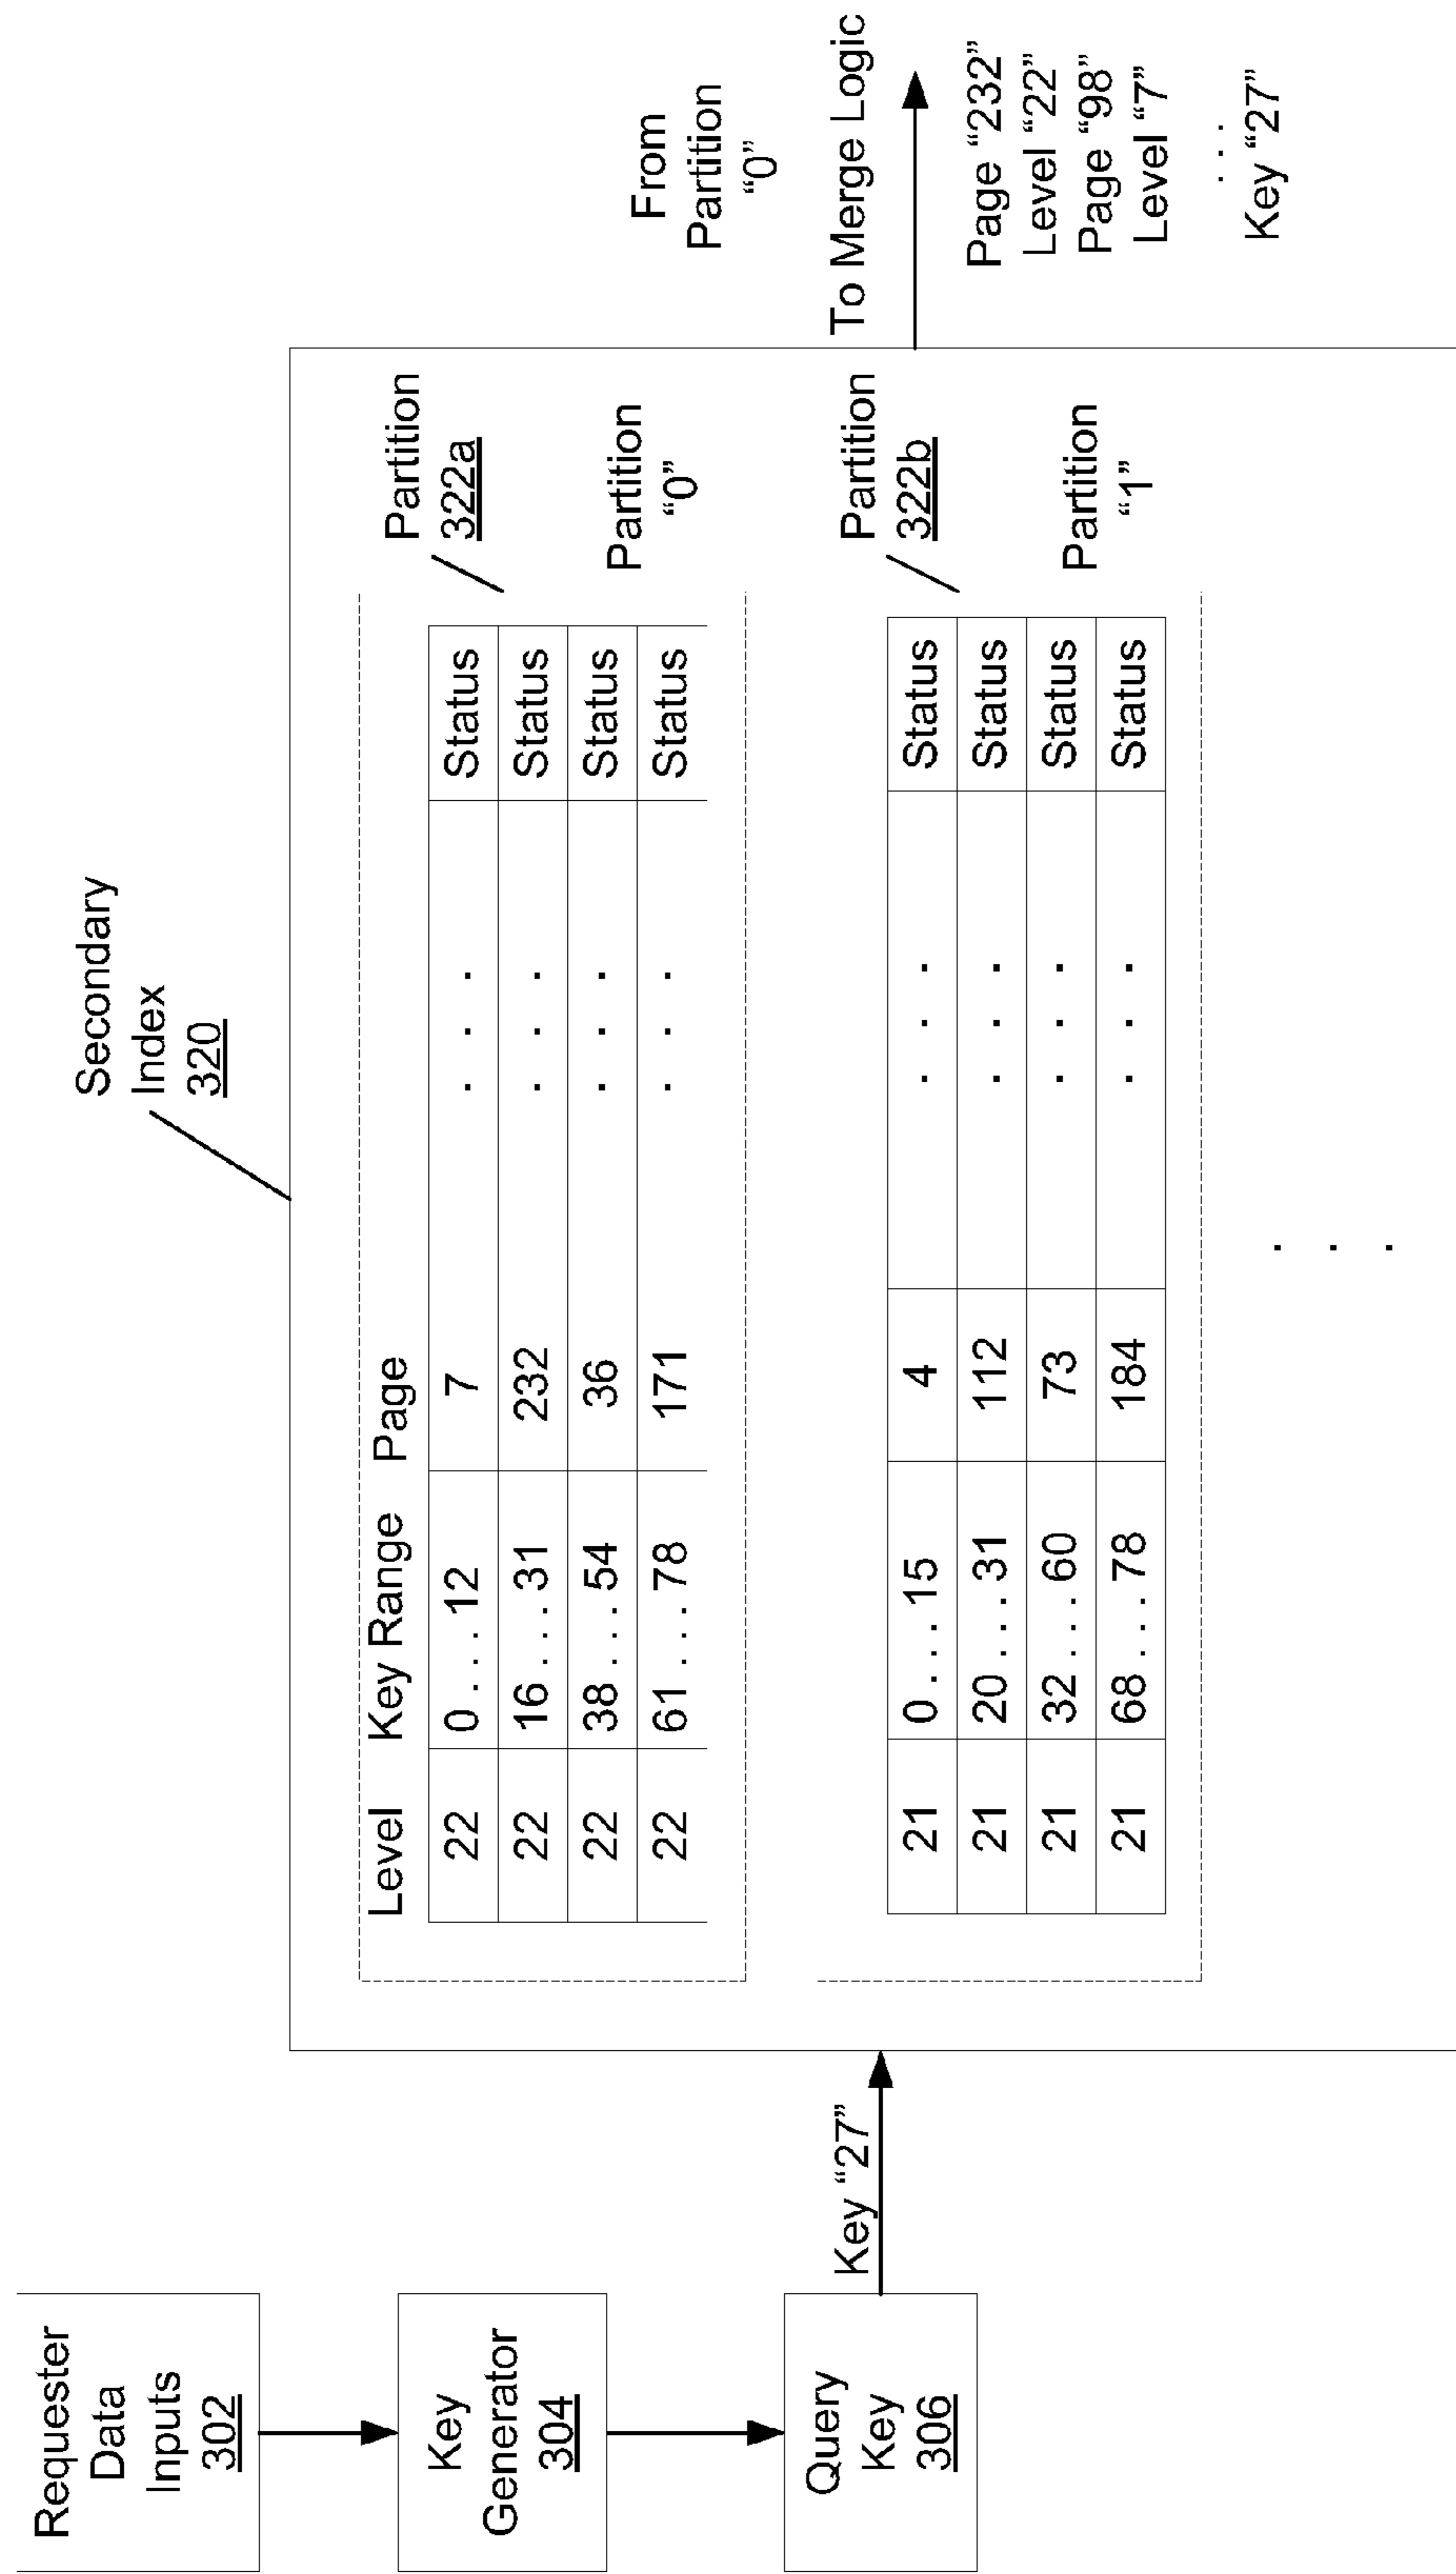 Requester
Data
Inputs
302
Key
Generator
304
Query
Key
306
Key “27”
Secondary
Index
320
Level Key Range Page
22 0 . . . 12 7 . . . Status
22 16 . . . 31 232 . . . Status
22 38 . . . 54 36 . . . Status
22 61 . . . 78 171 . . . Status
Partition
322a
Partition
“0”
21 0 . . . 15 4 . . . Status
21 20 . . . 31 112 . . . Status
21 32 . . . 60 73 . . . Status
21 68 . . . 78 184 . . . Status
Partition
322b
Partition
“1”
. . .
From
Partition
“0”
To Merge Logic
Page “232”
Level “22”
Page “98”
Level “7”
. . .
Key “27”